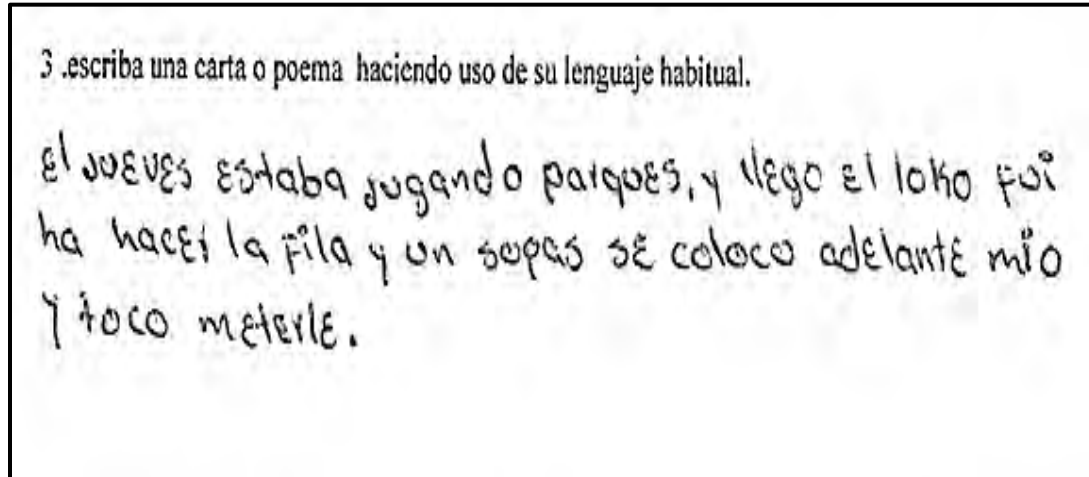 3 .escriba una carta o poema haciendo uso de su lenguaje habitual.
el jueves estaba jugando parques, y llego el loko fui
ha hacer la fila y un sopas se coloco adelante mio
y toco meterle.